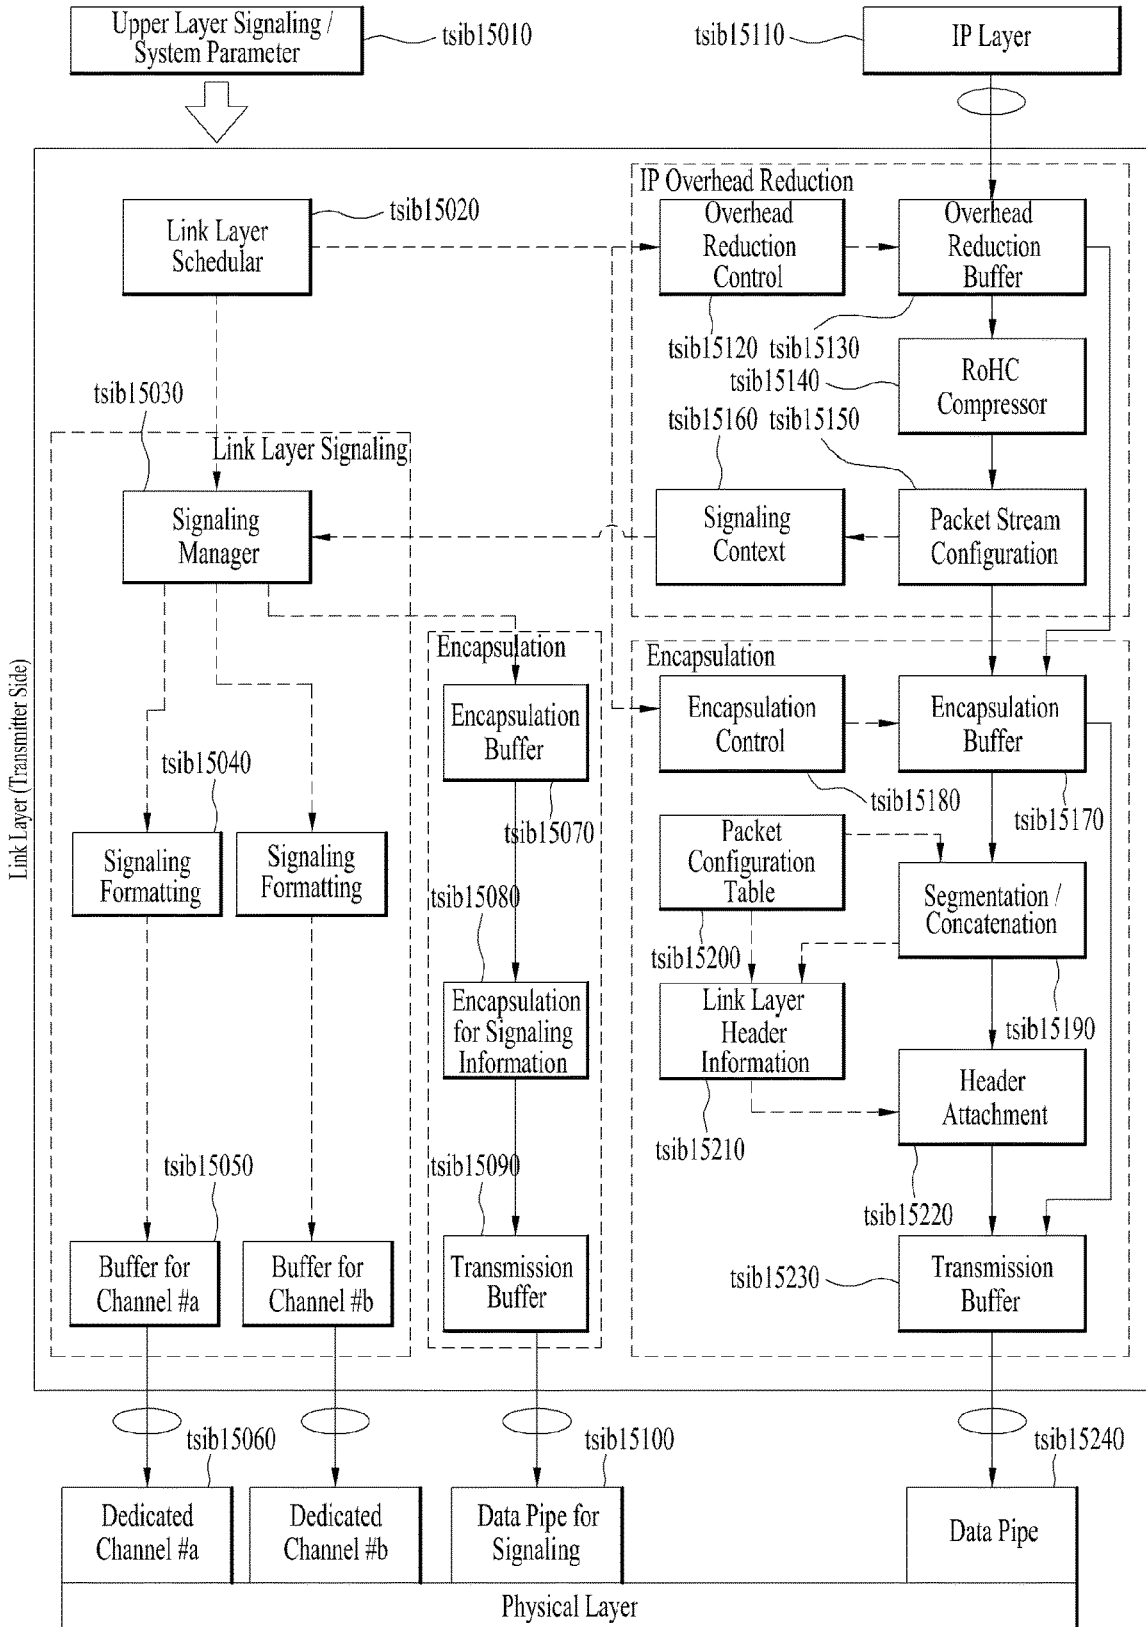 Upper Layer Signaling /
System Parameter
tsib15010
tsib15110
IP Layer
Link Layer (Transmitter Side)
Link Layer
Schedular
tsib15020
IP Overhead Reduction
Overhead
Reduction
Control
Overhead
Reduction
Buffer
tsib15120
tsib15130
tsib15140
RoHC
Compressor
tsib15160
tsib15150
Signaling
Context
Packet Stream
Configuration
tsib15030
Link Layer Signaling
Signaling
Manager
tsib15040
Signaling
Formatting
Signaling
Formatting
tsib15050
Buffer for
Channel #a
Buffer for
Channel #b
Encapsulation
Encapsulation
Buffer
tsib15070
tsib15080
Encapsulation
for Signaling
Information
tsib15090
Transmission
Buffer
Encapsulation
Encapsulation
Control
Encapsulation
Buffer
tsib15180
tsib15170
Packet
Configuration
Table
Segmentation /
Concatenation
tsib15200
tsib15190
Link Layer
Header
Information
Header
Attachment
tsib15210
tsib15220
tsib15230
Transmission
Buffer
tsib15060
tsib15100
tsib15240
Dedicated
Channel #a
Dedicated
Channel #b
Data Pipe for
Signaling
Data Pipe
Physical Layer